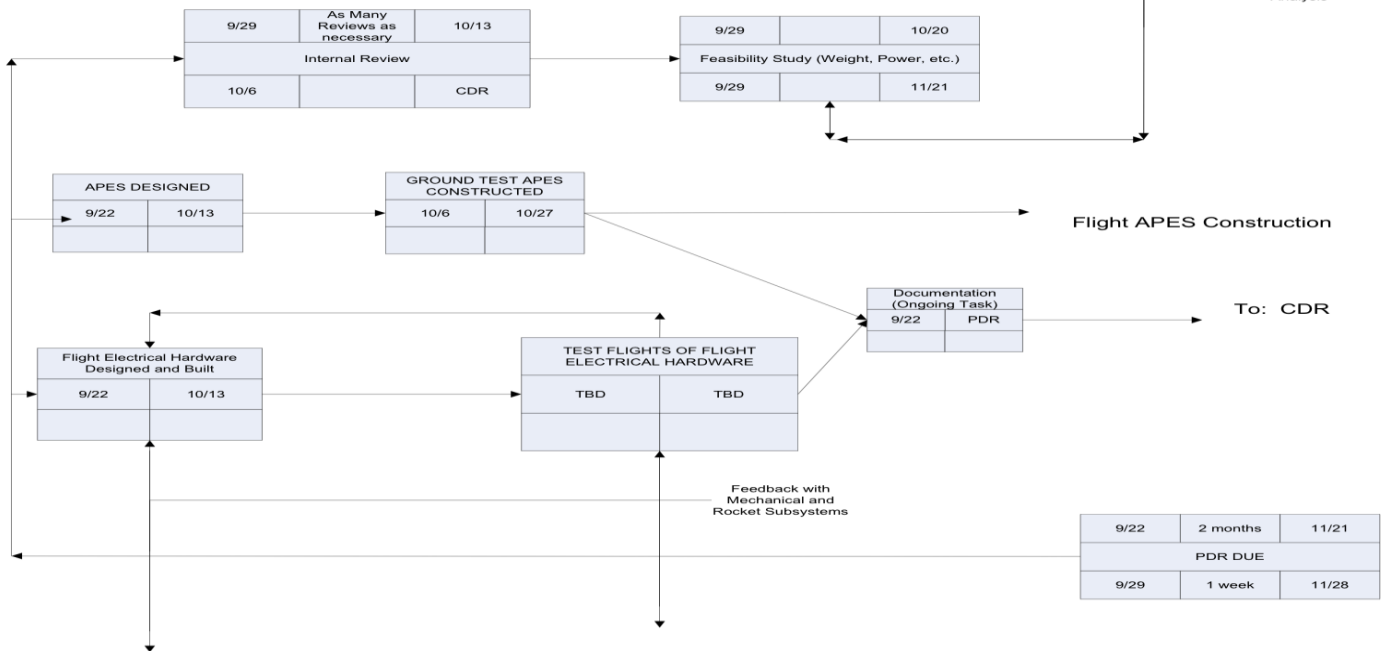 9/29 As Many Reviews as necessary 10/13
Internal Review
10/6 CDR
9/29 10/20
Feasibility Study (Weight, Power, etc.)
9/29 11/21
APES DESIGNED
9/22 10/13
GROUND TEST APES
CONSTRUCTED
10/6 10/27
Flight APES Construction
Documentation
(Ongoing Task)
9/22 PDR
To: CDR
Flight Electrical Hardware
Designed and Built
9/22 10/13
TEST FLIGHTS OF FLIGHT
ELECTRICAL HARDWARE
TBD TBD
Feedback with
Mechanical and
Rocket Subsystems
9/22 2 months 11/21
PDR DUE
9/29 1 week 11/28